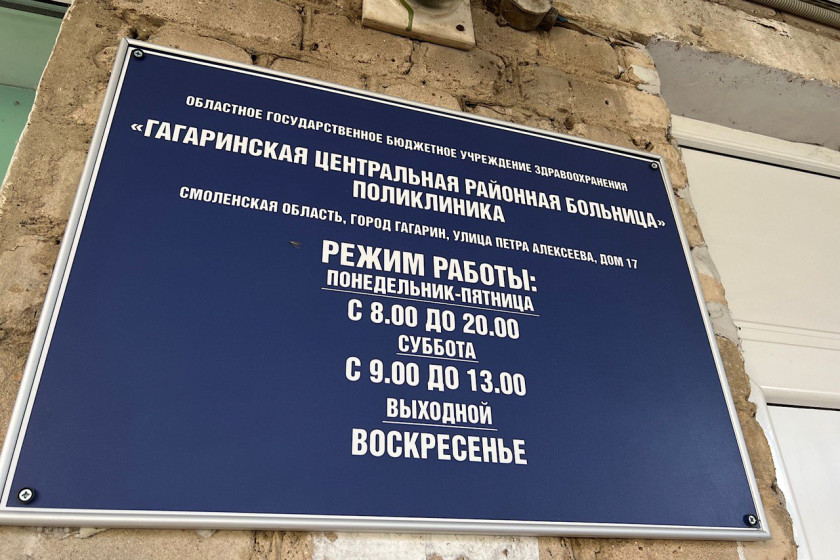 ОБЛАСТНОЕ ГОСУДАРСТВЕННОЕ БЮДЖЕТНОЕ УЧРЕЖДЕНИЕ ЗДРАВООХРАНЕНИЯ
«ГАГАРИНСКАЯ ЦЕНТРАЛЬНАЯ РАЙОННАЯ БОЛЬНИЦА»
ПОЛИКЛИНИКА
СМОЛЕНСКАЯ ОБЛАСТЬ, ГОРОД ГАГАРИН, УЛИЦА ПЕТРА АЛЕКСЕЕВА, ДОМ 17
РЕЖИМ РАБОТЫ:
ПОНЕДЕЛЬНИК-ПЯТНИЦА
С 8.00 ДО 20.00
СУББОТА
С 9.00 ДО 13.00
ВЫХОДНОЙ
ВОСКРЕСЕНЬЕ